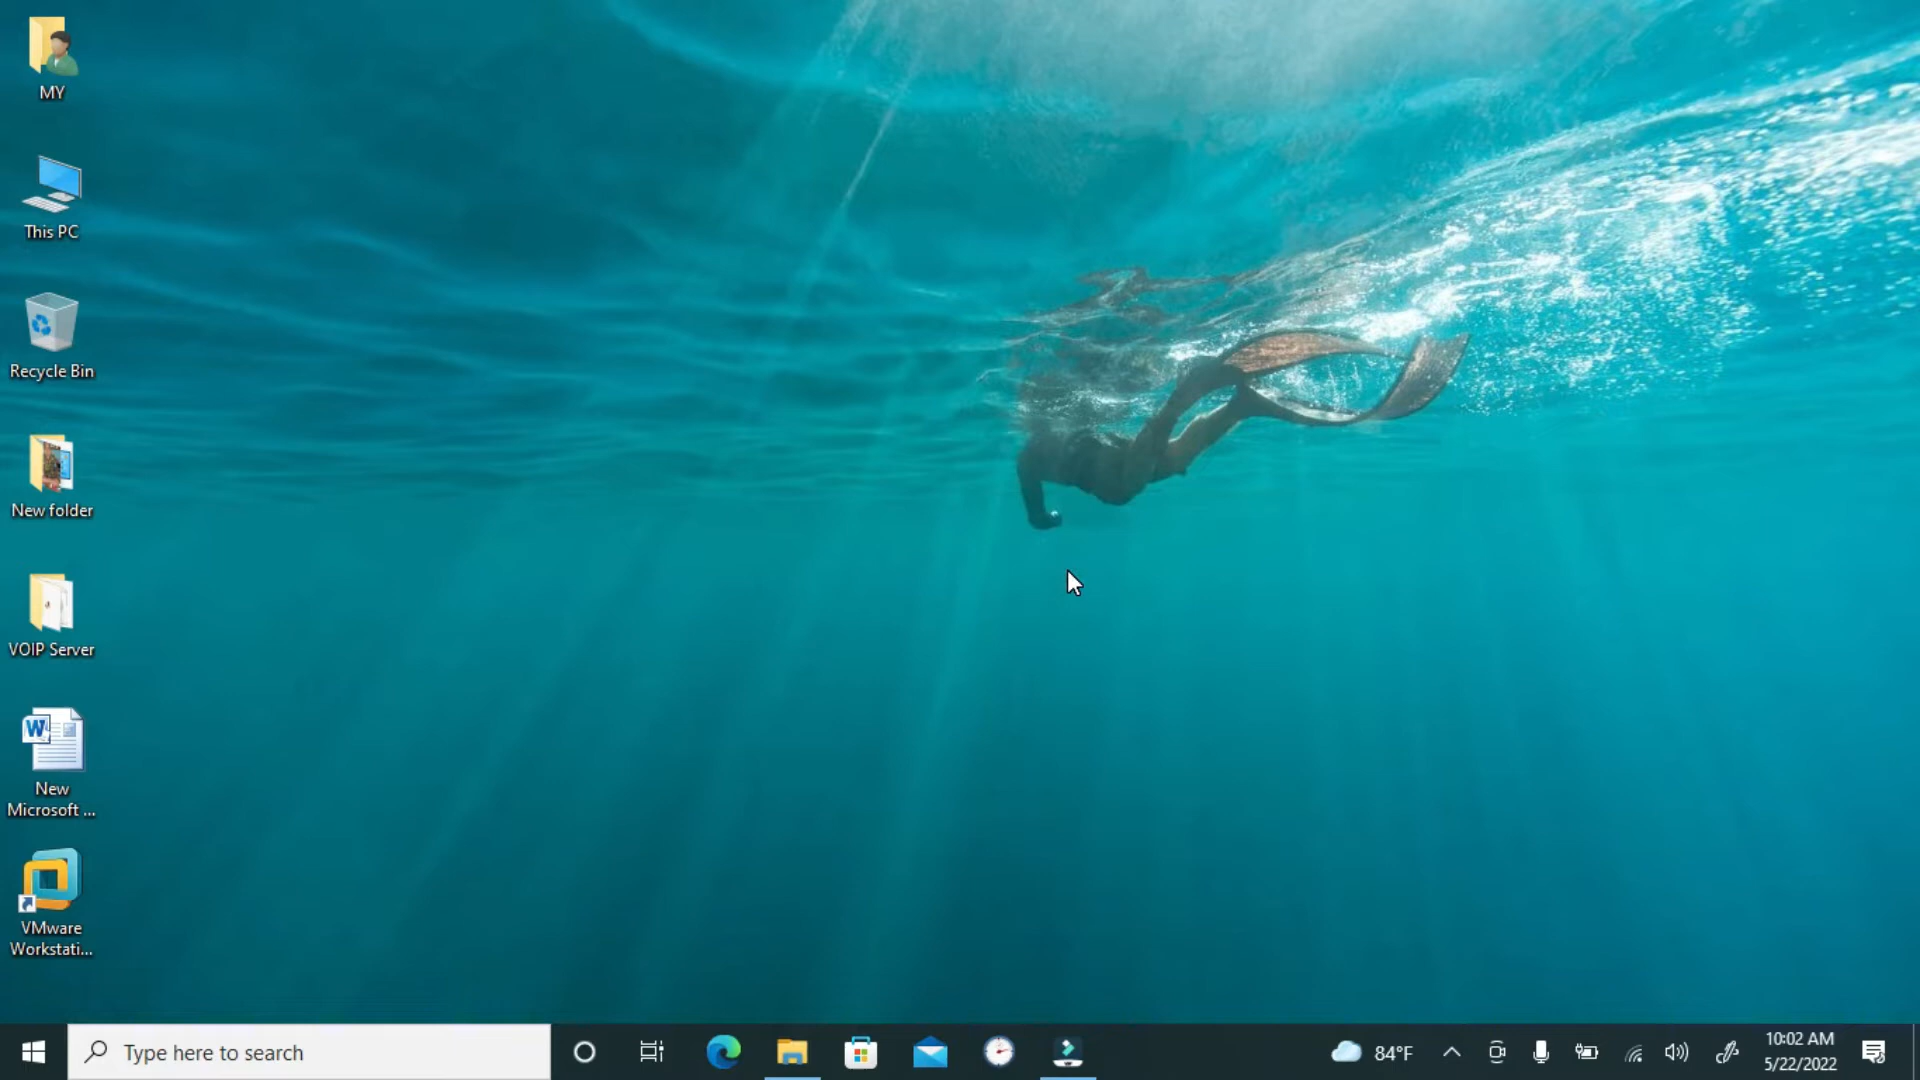 MY
This PC
Recycle Bin
New folder
VOIP Server
W
New
Microsoft ...
VMware
Workstati...
Type here to search
84°F
10:02 AM
5/22/2022